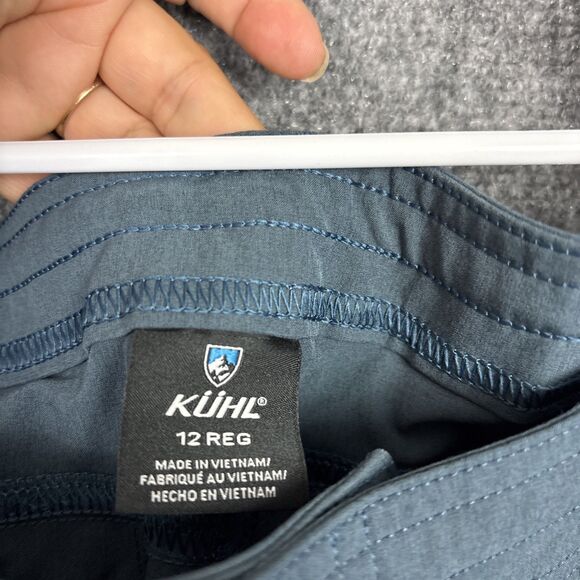 KÜHL®
12 REG
MADE IN VIETNAM/
FABRIQUÉ AU VIETNAM/
HECHO EN VIETNAM